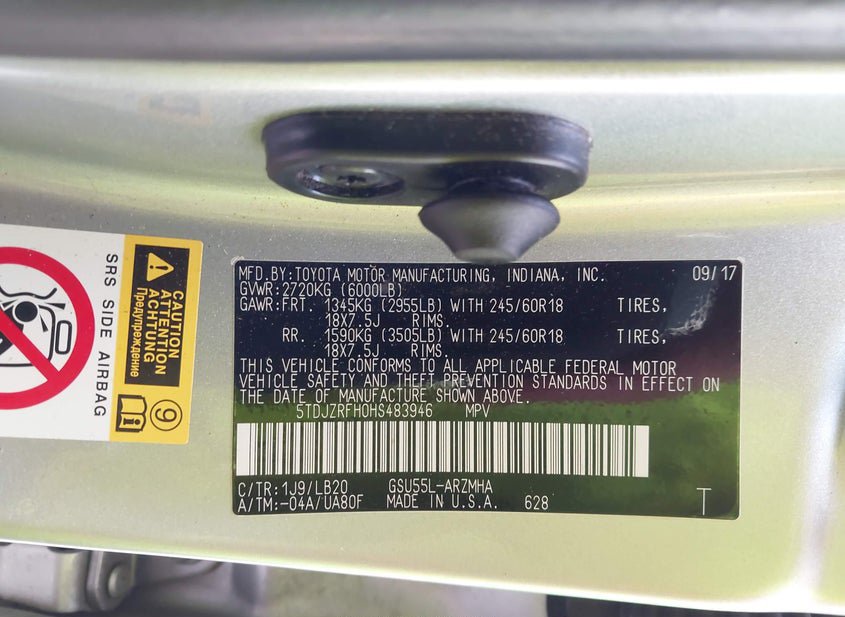 MFD.BY:TOYOTA MOTOR MANUFACTURING, INDIANA, INC. 09/17
GVWR:2720KG (6000LB)
GAWR:FRT. 1345KG (2955LB) WITH 245/60R18 TIRES,
18X7.5J RIMS.
RR. 1590KG (3505LB) WITH 245/60R18 TIRES,
18X7.5J RIMS.
THIS VEHICLE CONFORMS TO ALL APPLICABLE FEDERAL MOTOR
VEHICLE SAFETY AND THEFT PREVENTION STANDARDS IN EFFECT ON
THE DATE OF MANUFACTURE SHOWN ABOVE.
5TDJZRFH0HS483946 MPV
C/TR:1J9/LB20 GSU55L-ARZMHA
A/TM:-04A/UA80F MADE IN U.S.A. 628 T
CAUTION
ATTENTION
ACHTUNG
Предупреждение
9
SRS SIDE AIRBAG